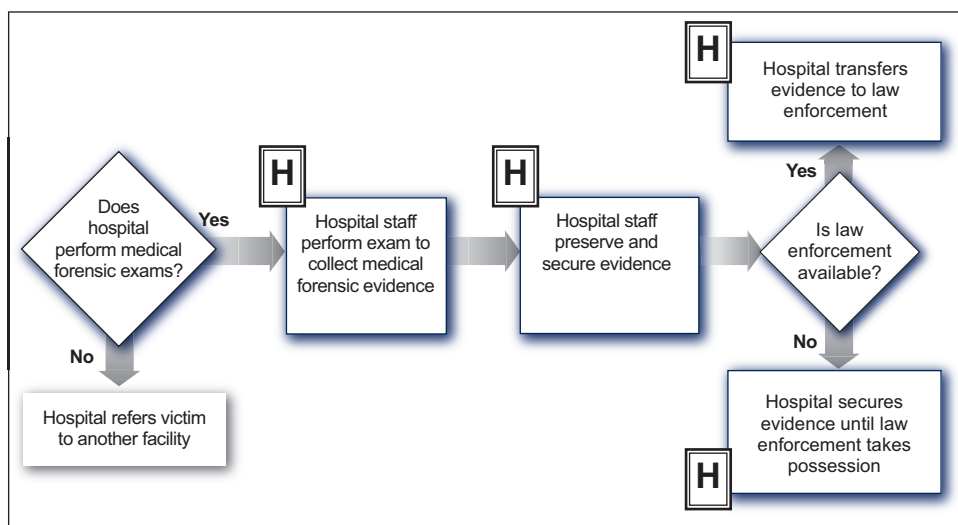 Does
hospital
perform medical
forensic exams?
Yes
No
Hospital refers victim
to another facility
H
Hospital staff
perform exam to
collect medical
forensic evidence
H
Hospital staff
preserve and
secure evidence
Is law
enforcement
available?
Yes
H
Hospital transfers
evidence to law
enforcement
No
Hospital secures
evidence until law
enforcement takes
possession
H